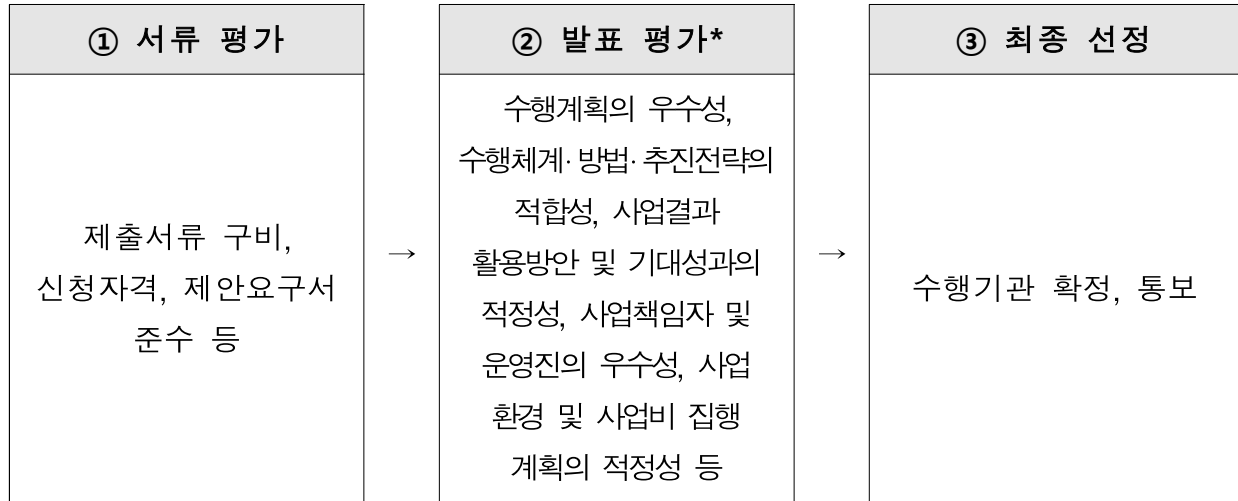 ① 서류 평가
제출서류 구비,
신청자격, 제안요구서
준수 등
→
② 발표 평가*
수행계획의 우수성,
수행체계·방법·추진전략의
적합성, 사업결과
활용방안 및 기대성과의
적정성, 사업책임자 및
운영진의 우수성, 사업
환경 및 사업비 집행
계획의 적정성 등
→
③ 최종 선정
수행기관 확정, 통보